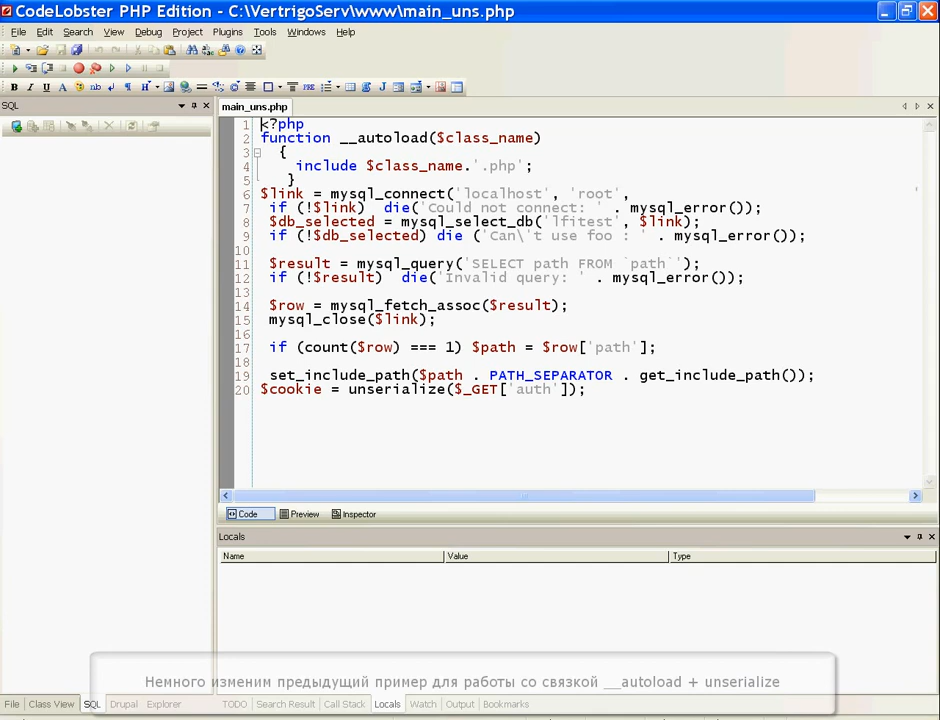 CodeLobster PHP Edition - C:\VertrigoServ\www\main_uns.php
File Edit Search View Debug Project Plugins Tools Windows Help
SQL
main_uns.php
1 <?php
2 function __autoload($class_name)
3 {
4 include $class_name.'.php';
5 }
6 $link = mysql_connect('localhost', 'root', '
7 if (!$link) die('Could not connect: ' . mysql_error());
8 $db_selected = mysql_select_db('lfitest', $link);
9 if (!$db_selected) die ('Can\'t use foo : ' . mysql_error());
10
11 $result = mysql_query('SELECT path FROM `path`');
12 if (!$result) die('Invalid query: ' . mysql_error());
13
14 $row = mysql_fetch_assoc($result);
15 mysql_close($link);
16
17 if (count($row) === 1) $path = $row['path'];
18
19 set_include_path($path . PATH_SEPARATOR . get_include_path());
20 $cookie = unserialize($_GET['auth']);
Code Preview Inspector
Locals
Name Value Type
Немного изменим предыдущий пример для работы со связкой __autoload + unserialize
File Class View SQL Drupal Explorer TODO Search Result Call Stack Locals Watch Output Bookmarks